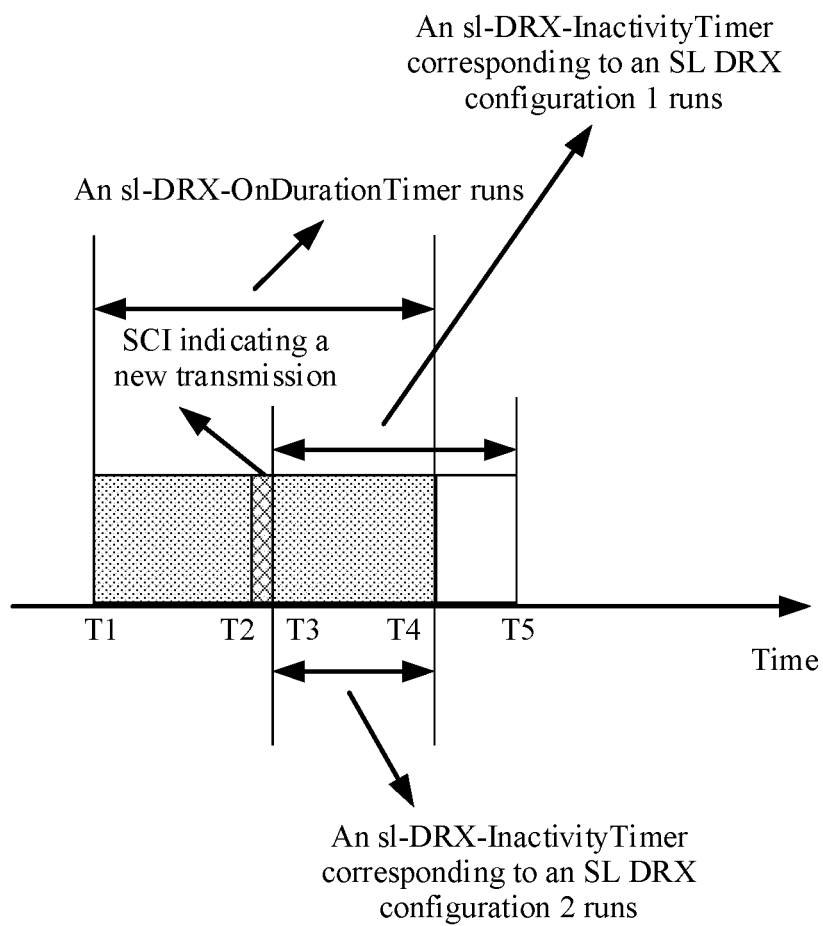 An sl-DRX-InactivityTimer
corresponding to an SL DRX
configuration 1 runs
An sl-DRX-OnDurationTimer runs
SCI indicating a
new transmission
T1 T2 T3 T4 T5
Time
An sl-DRX-InactivityTimer
corresponding to an SL DRX
configuration 2 runs